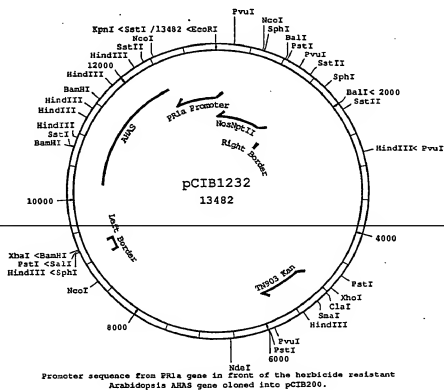 KpnI <SstI /13482 <EcoRI
PvuI
NcoI
SphI
BalI
PstI
PvuI
SstII
SphI
BalI< 2000
SstII
HindIII< PvuI
4000
PstI
XhoI
ClaI
SmaI
HindIII
PvuI
PstI
6000
NdeI
8000
NcoI
HindIII <SphI
PstI <SalI
XbaI <BamHI
10000
BamHI
SstI
HindIII
HindIII
HindIII
BamHI
HindIII
12000
HindIII
SstII
NcoI
AHAS
PR1a Promoter
NosNptII
Right Border
pCIB1232
13482
Left Border
TN903 Kan
Promoter sequence from PR1a gene in front of the herbicide resistant
Arabidopsis AHAS gene cloned into pCIB200.